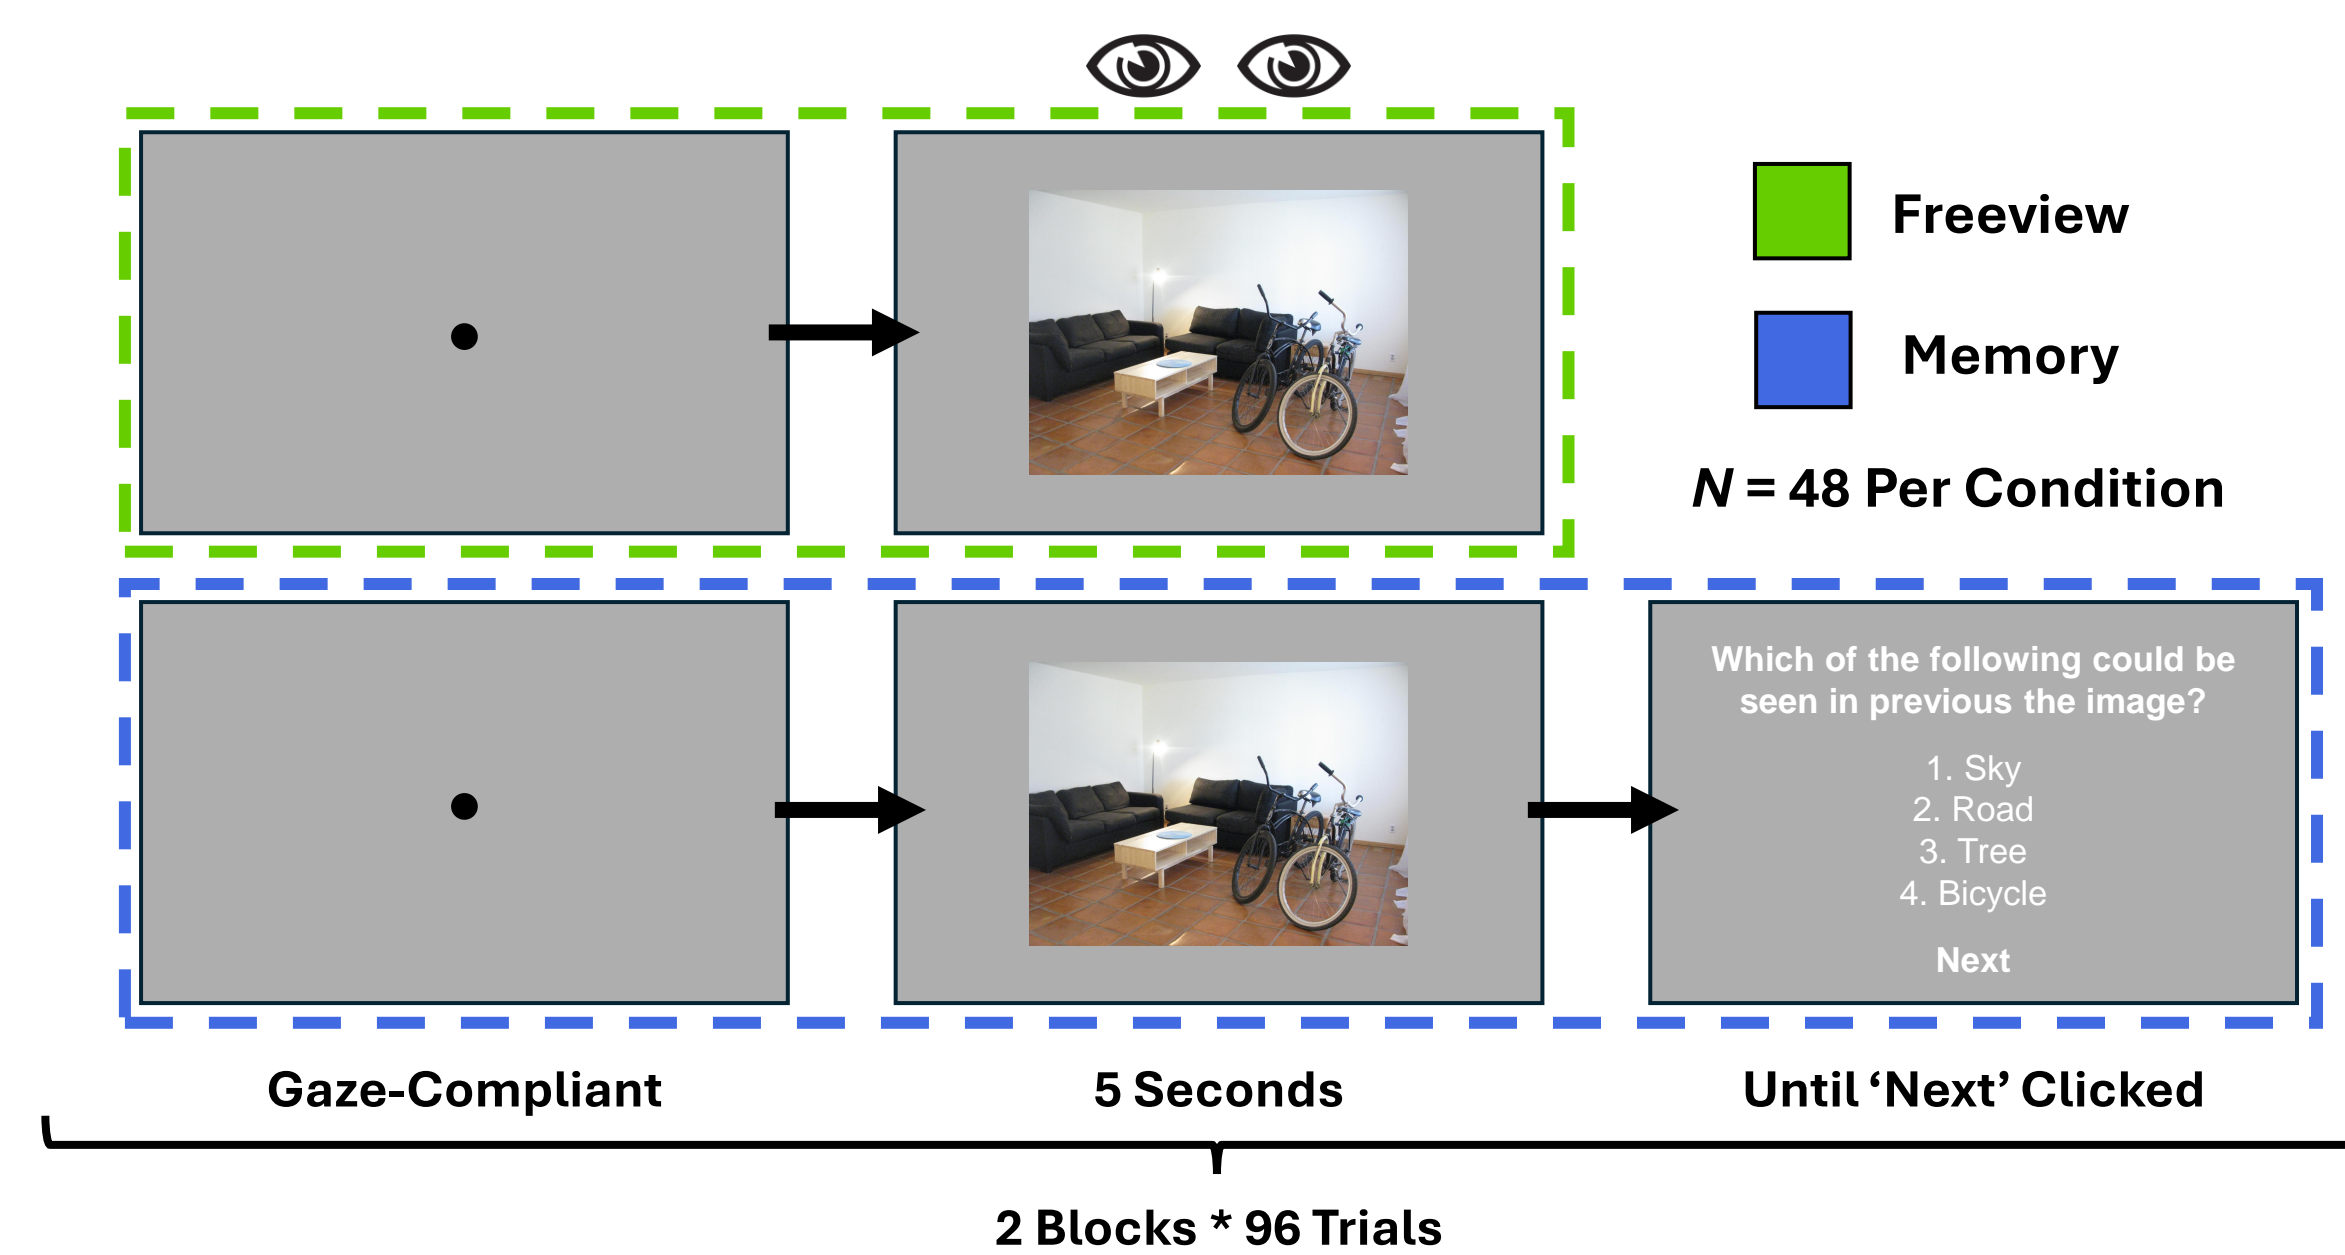 Freeview
Memory
N = 48 Per Condition
Which of the following could be
seen in previous the image?
1. Sky
2. Road
3. Tree
4. Bicycle
Next
Gaze-Compliant
5 Seconds
Until ‘Next’ Clicked
2 Blocks * 96 Trials